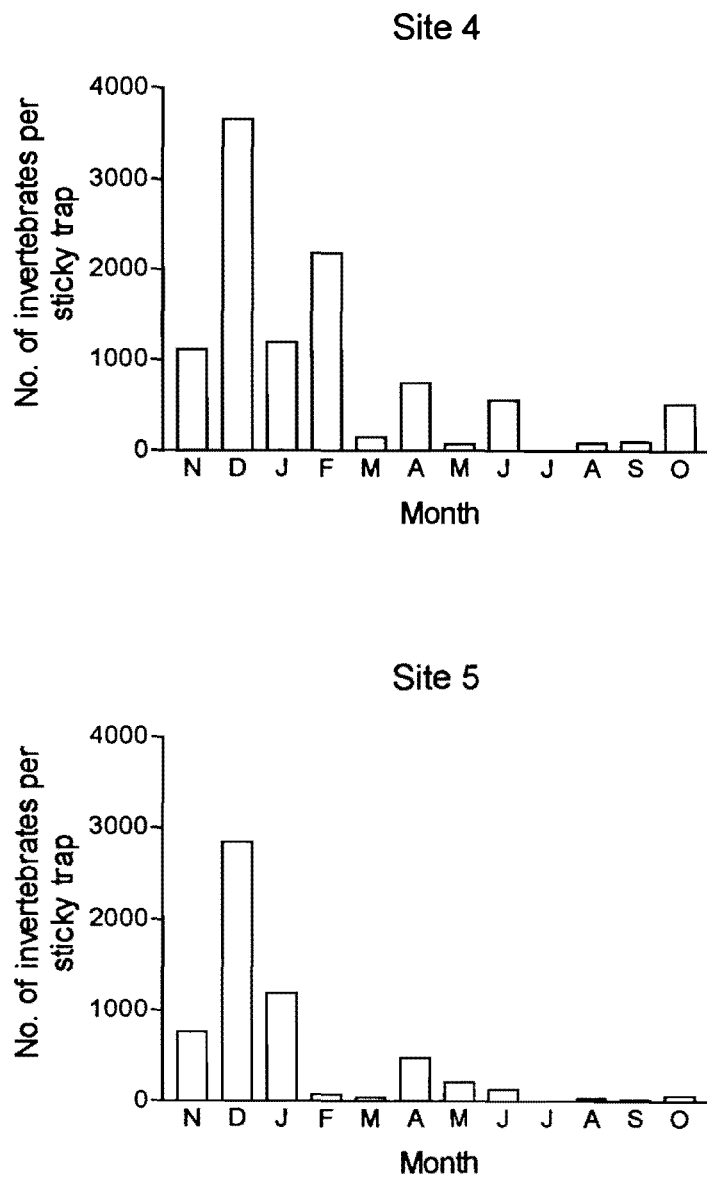 Site 4
No. of invertebrates per
sticky trap
4000
3000
2000
1000
0
N D J F M A M J J A S O
Month
Site 5
No. of invertebrates per
sticky trap
4000
3000
2000
1000
0
N D J F M A M J J A S O
Month